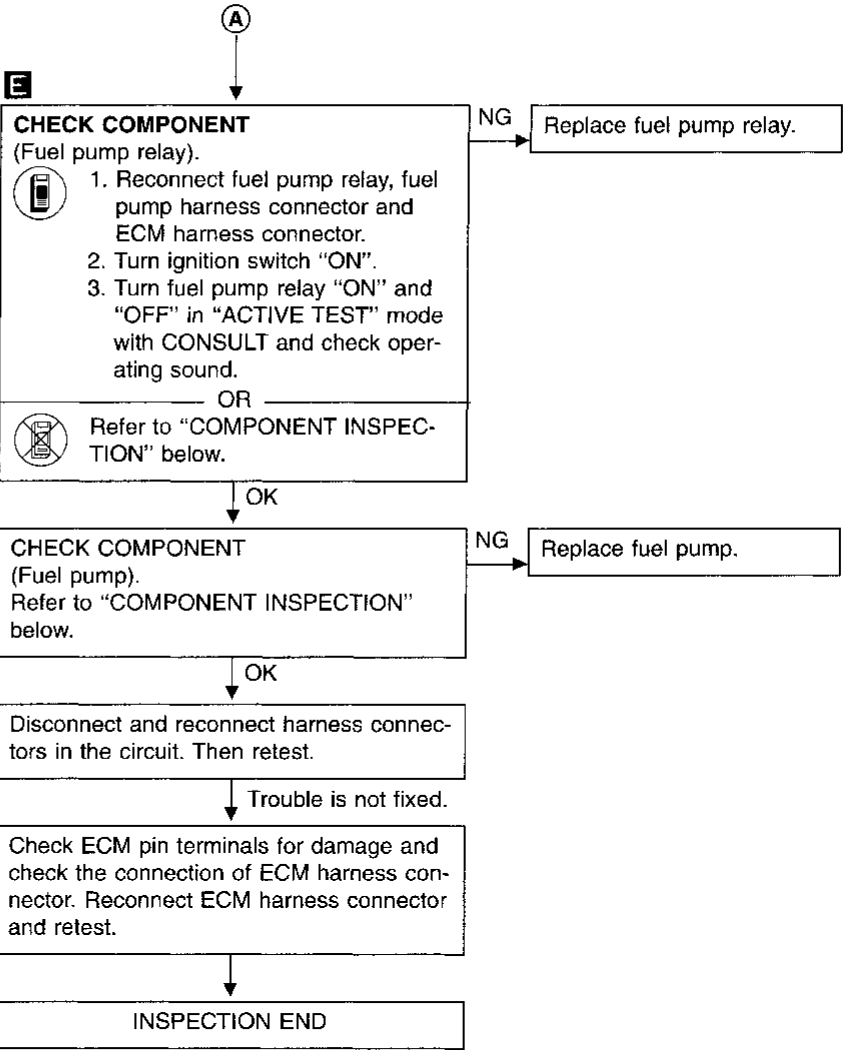 A
E
CHECK COMPONENT
(Fuel pump relay).
1. Reconnect fuel pump relay, fuel
pump harness connector and
ECM harness connector.
2. Turn ignition switch “ON”.
3. Turn fuel pump relay “ON” and
“OFF” in “ACTIVE TEST” mode
with CONSULT and check oper-
ating sound.
OR
Refer to “COMPONENT INSPEC-
TION” below.
NG
Replace fuel pump relay.
OK
CHECK COMPONENT
(Fuel pump).
Refer to “COMPONENT INSPECTION”
below.
NG
Replace fuel pump.
OK
Disconnect and reconnect harness connec-
tors in the circuit. Then retest.
Trouble is not fixed.
Check ECM pin terminals for damage and
check the connection of ECM harness con-
nector. Reconnect ECM harness connector
and retest.
INSPECTION END